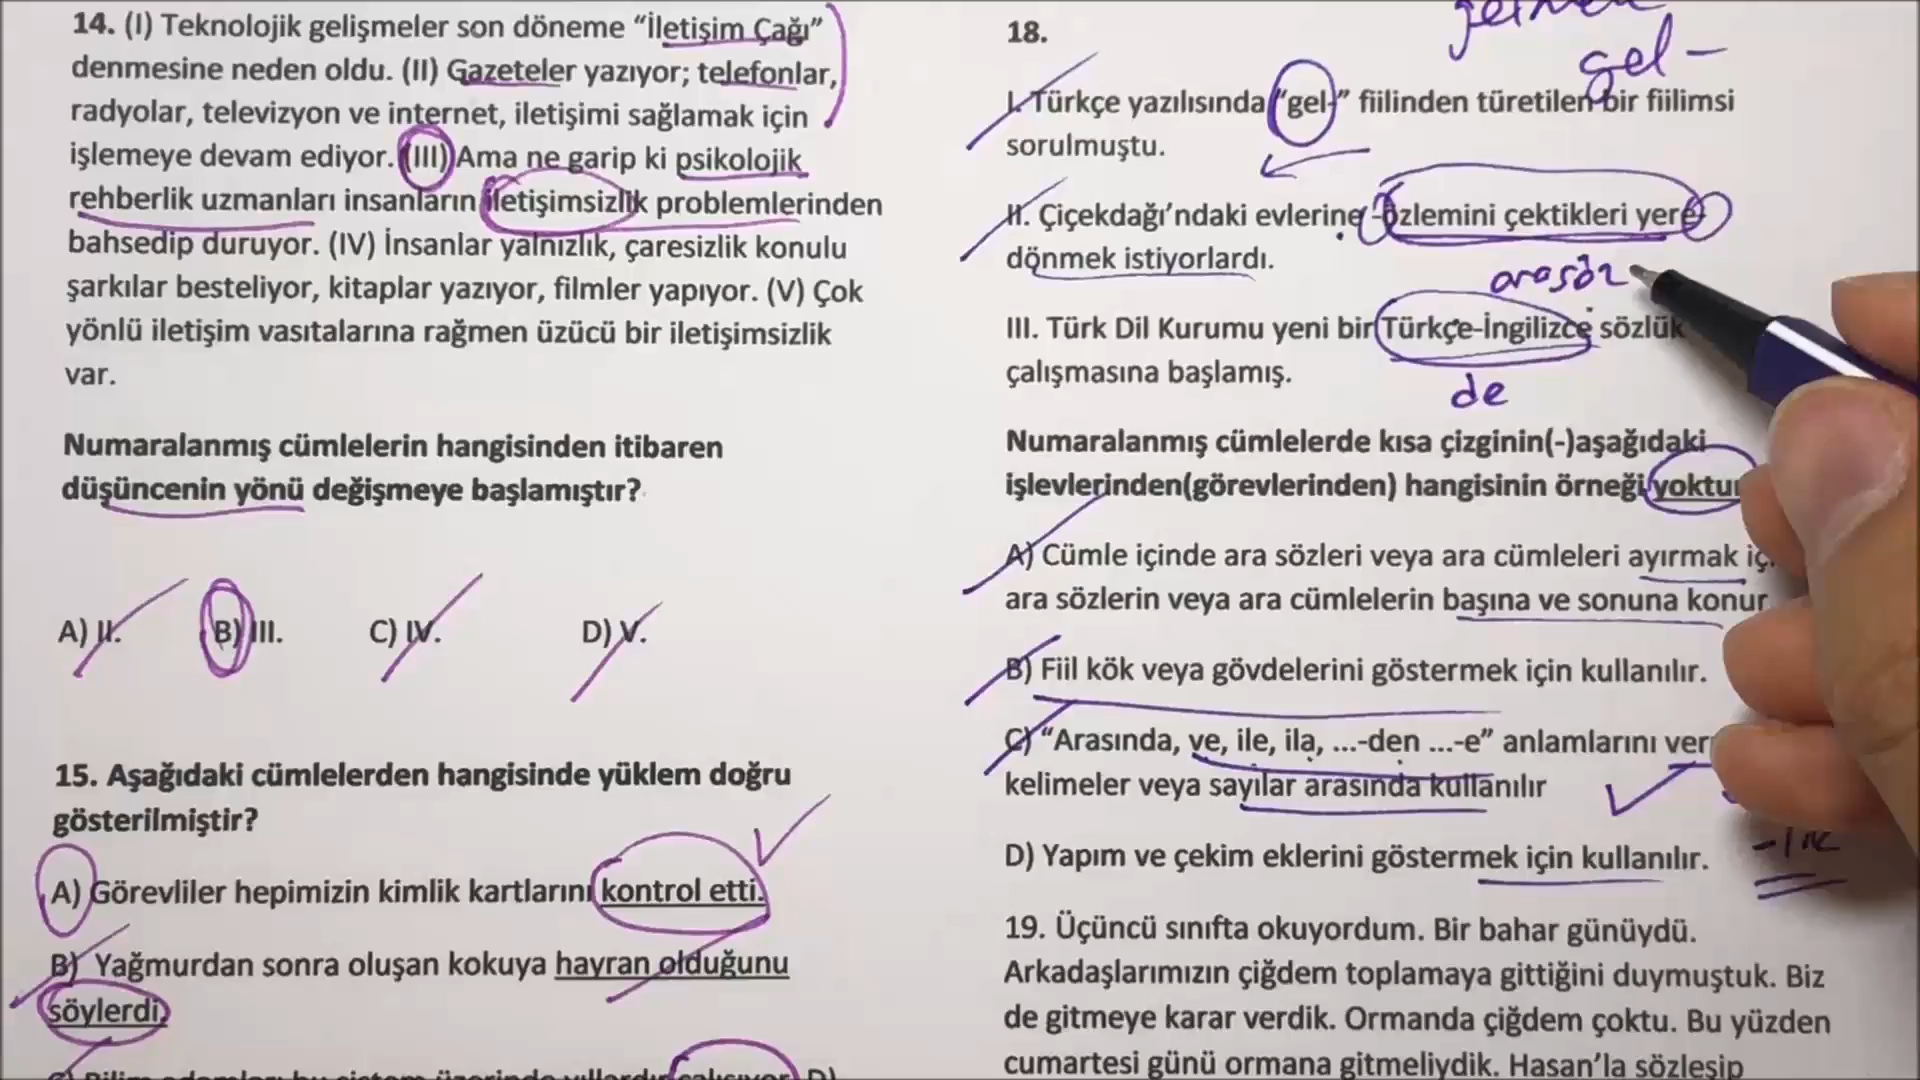 14. (I) Teknolojik gelişmeler son döneme “İletişim Çağı”
denmesine neden oldu. (II) Gazeteler yazıyor; telefonlar,
radyolar, televizyon ve internet, iletişimi sağlamak için
işlemeye devam ediyor. (III) Ama ne garip ki psikolojik
rehberlik uzmanları insanların iletişimsizlik problemlerinden
bahsedip duruyor. (IV) İnsanlar yalnızlık, çaresizlik konulu
şarkılar besteliyor, kitaplar yazıyor, filmler yapıyor. (V) Çok
yönlü iletişim vasıtalarına rağmen üzücü bir iletişimsizlik
var.
Numaralanmış cümlelerin hangisinden itibaren
düşüncenin yönü değişmeye başlamıştır?
A) II. B) III. C) IV. D) V.
15. Aşağıdaki cümlelerden hangisinde yüklem doğru
gösterilmiştir?
A) Görevliler hepimizin kimlik kartlarını kontrol etti.
B) Yağmurdan sonra oluşan kokuya hayran olduğunu
söylerdi.
gel-
18.
I. Türkçe yazılısında “gel-” fiilinden türetilen bir fiilimsi
sorulmuştu.
II. Çiçekdağı’ndaki evlerine -özlemini çektikleri yere-
dönmek istiyorlardı.
arasöz
III. Türk Dil Kurumu yeni bir Türkçe-İngilizce sözlük
çalışmasına başlamış.
de
Numaralanmış cümlelerde kısa çizginin(-)aşağıdaki
işlevlerinden(görevlerinden) hangisinin örneği
A) Cümle içinde ara sözleri veya ara cümleleri ayırmak
ara sözlerin veya ara cümlelerin başına ve sonuna konur
B) Fiil kök veya gövdelerini göstermek için kullanılır.
C) “Arasında, ve, ile, ila, ...-den ...-e” anlamlarını
kelimeler veya sayılar arasında kullanılır
D) Yapım ve çekim eklerini göstermek için kullanılır.
19. Üçüncü sınıfta okuyordum. Bir bahar günüydü.
Arkadaşlarımızın çiğdem toplamaya gittiğini duymuştuk. Biz
de gitmeye karar verdik. Ormanda çiğdem çoktu. Bu yüzden
cumartesi günü ormana gitmeliydik. Hasan’la sözleşip